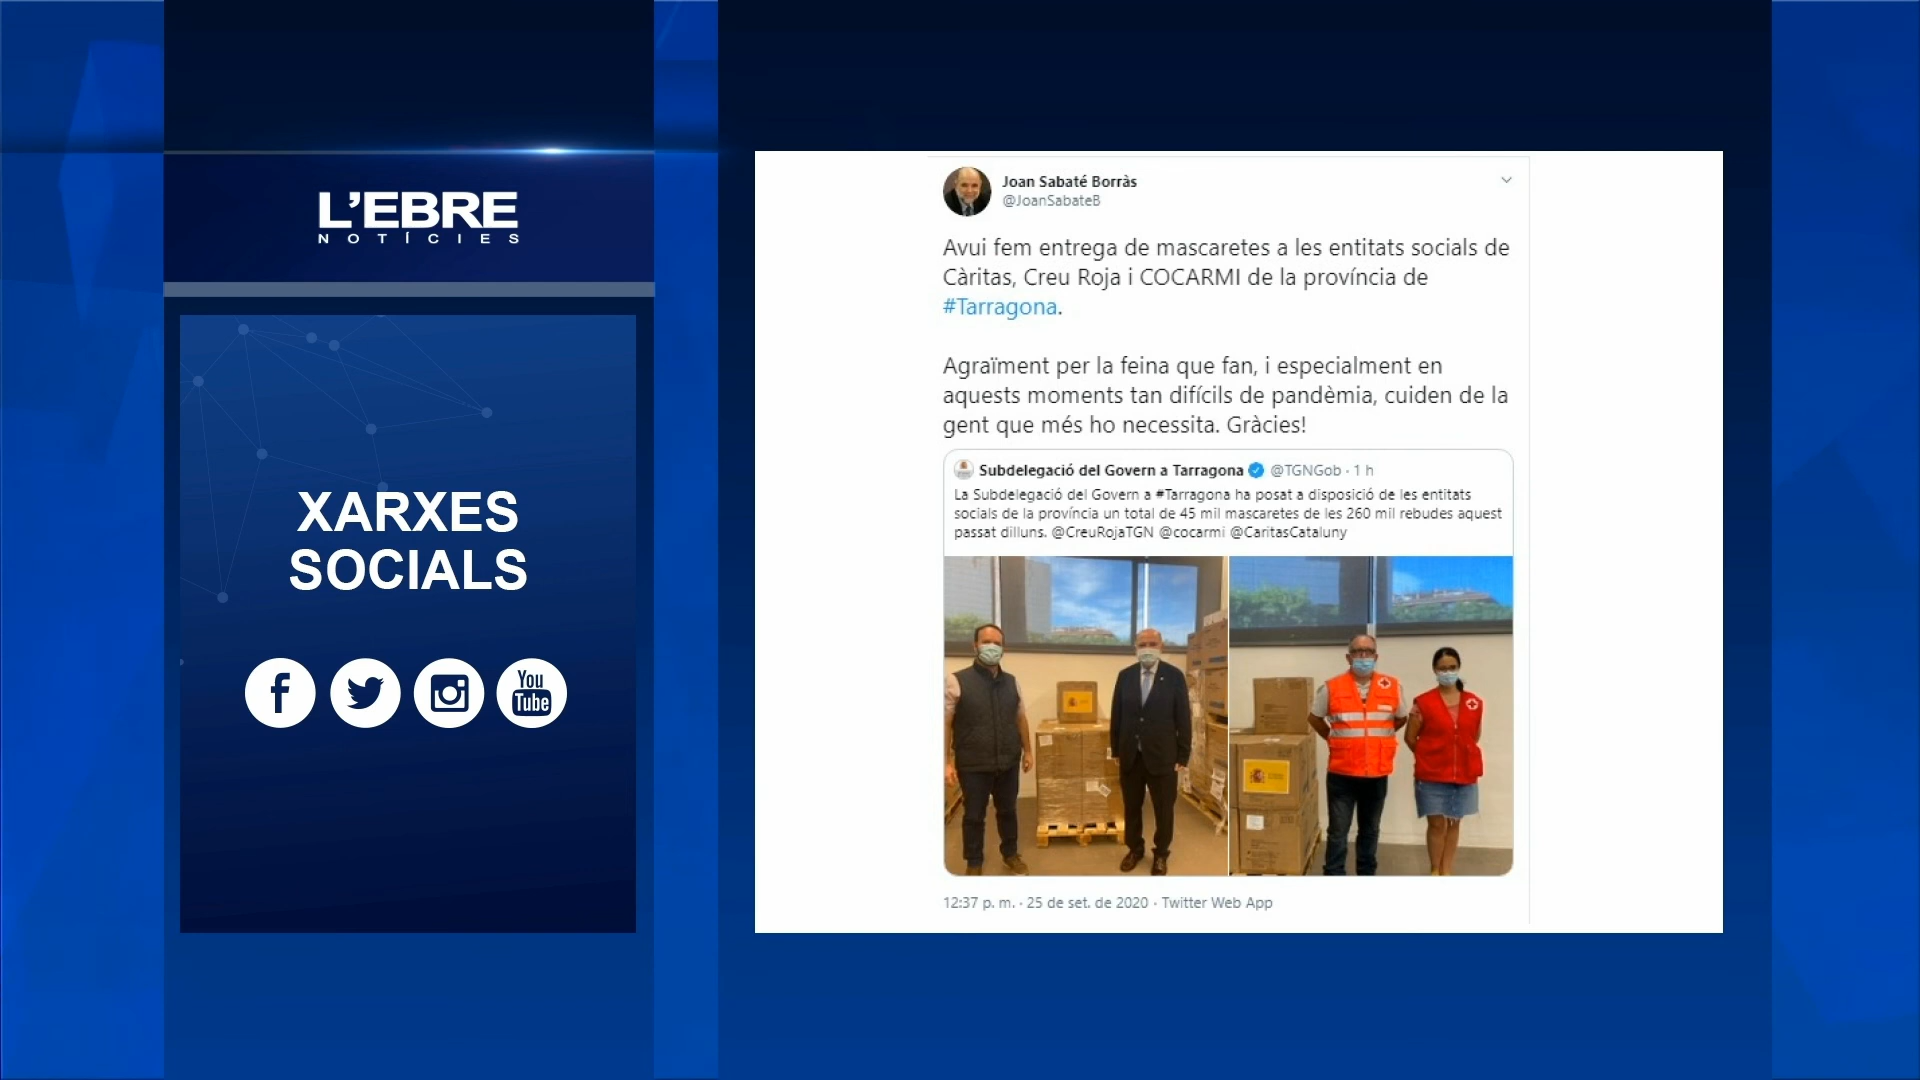 L'EBRE
NOTÍCIES
XARXES
SOCIALS
You
Tube
Joan Sabaté Borràs
@JoanSabateB
Avui fem entrega de mascaretes a les entitats socials de
Càritas, Creu Roja i COCARMI de la província de
#Tarragona.
Agraïment per la feina que fan, i especialment en
aquests moments tan difícils de pandèmia, cuiden de la
gent que més ho necessita. Gràcies!
Subdelegació del Govern a Tarragona @TGNGob · 1 h
La Subdelegació del Govern a #Tarragona ha posat a disposició de les entitats
socials de la província un total de 45 mil mascaretes de les 260 mil rebudes aquest
passat dilluns. @CreuRojaTGN @cocarmi @CaritasCataluny
12:37 p. m. · 25 de set. de 2020 · Twitter Web App